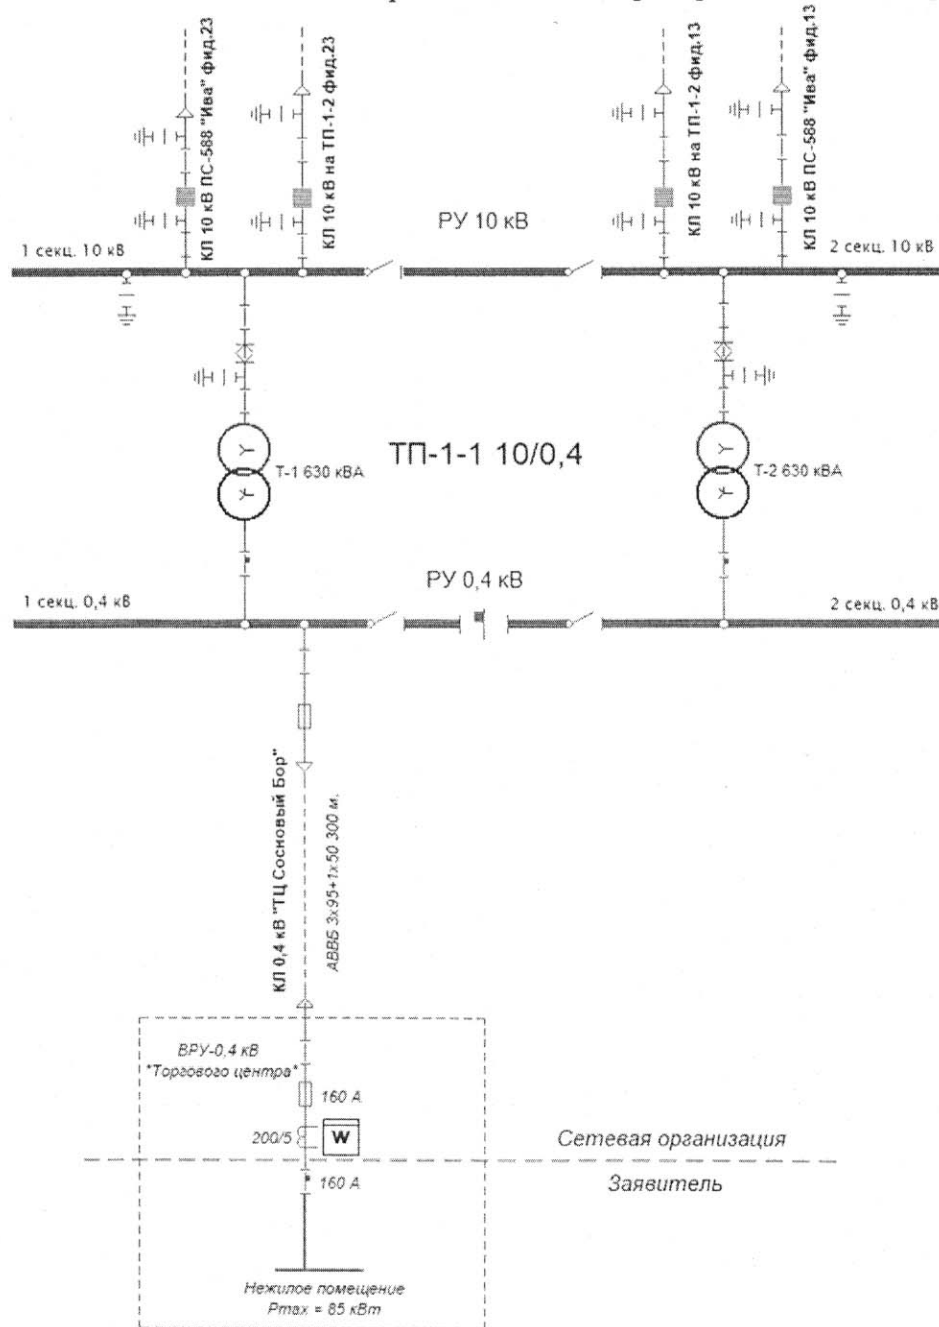 КЛ 10 кВ ПС-588 "Ива" фид.23
КЛ 10 кВ на ТП-1-2 фид.23
КЛ 10 кВ на ТП-1-2 фид.13
КЛ 10 кВ ПС-588 "Ива" фид.13
РУ 10 кВ
1 секц. 10 кВ
2 секц. 10 кВ
ТП-1-1 10/0,4
Т-1 630 кВА
Т-2 630 кВА
РУ 0,4 кВ
1 секц. 0,4 кВ
2 секц. 0,4 кВ
КЛ 0,4 кВ "ТЦ Сосновый Бор"
АВВБ 3х95+1х50 300 м.
ВРУ-0,4 кВ
"Торгового центра"
160 А
200/5
W
Сетевая организация
Заявитель
160 А
Нежилое помещение
Pmax = 85 кВт